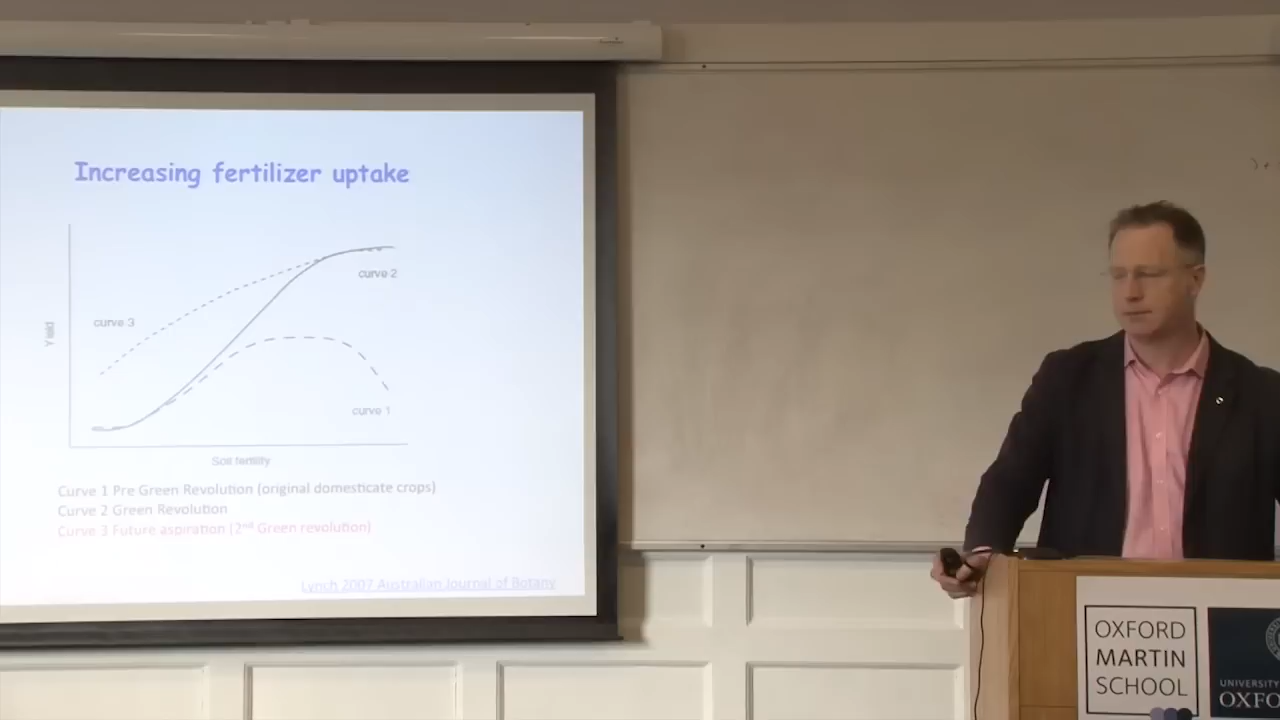 Increasing fertilizer uptake
curve 2
curve 3
Yield
curve 1
Soil fertility
Curve 1 Pre Green Revolution (original domesticate crops)
Curve 2 Green Revolution
Curve 3 Future aspiration (2nd Green revolution)
Lynch 2007 Australian Journal of Botany
OXFORD
MARTIN
SCHOOL
UNIVERSITY